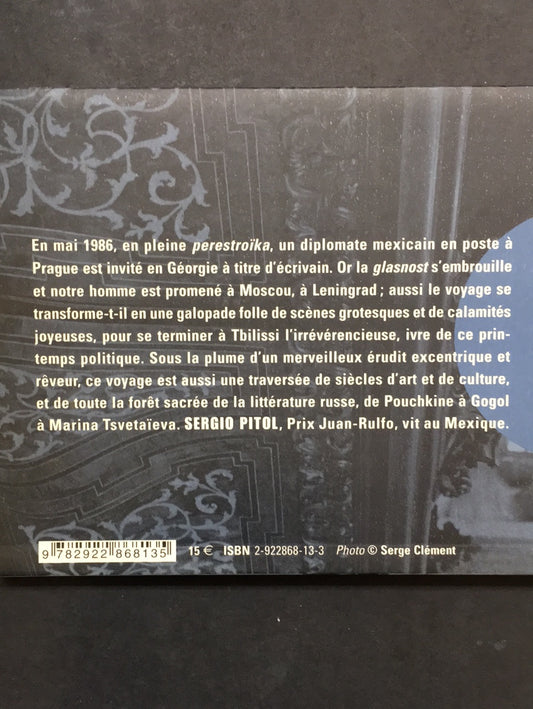 En mai 1986, en pleine perestroïka, un diplomate mexicain en poste à
Prague est invité en Géorgie à titre d'écrivain. Or la glasnost s'embrouille
et notre homme est promené à Moscou, à Leningrad ; aussi le voyage se
transforme-t-il en une galopade folle de scènes grotesques et de calamités
joyeuses, pour se terminer à Tbilissi l'irrévérencieuse, ivre de ce prin-
temps politique. Sous la plume d'un merveilleux érudit excentrique et
rêveur, ce voyage est aussi une traversée de siècles d'art et de culture,
et de toute la forêt sacrée de la littérature russe, de Pouchkine à Gogol
à Marina Tsvetaïeva. SERGIO PITOL, Prix Juan-Rulfo, vit au Mexique.
9 782922 868135 15 € ISBN 2-922868-13-3 Photo © Serge Clément